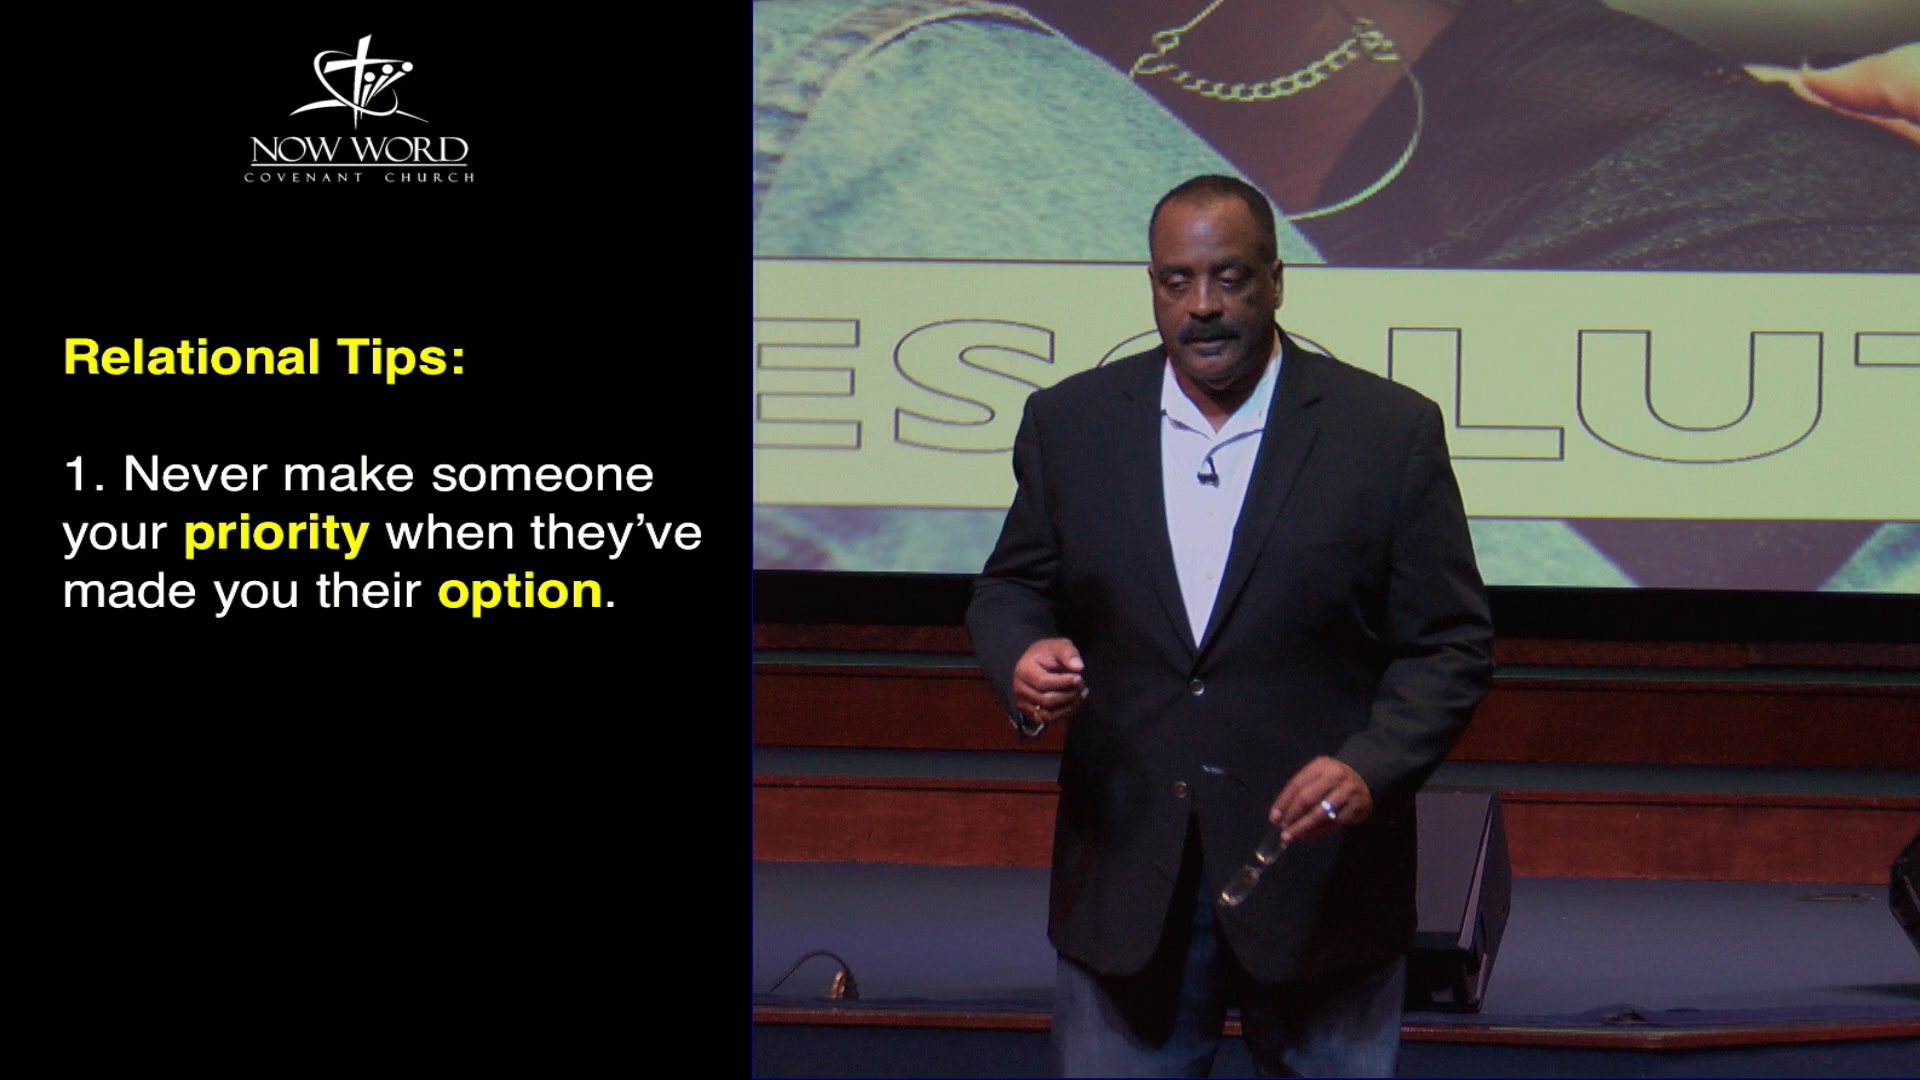 NOW WORD
COVENANT CHURCH
Relational Tips:
1. Never make someone
your priority when they’ve
made you their option.